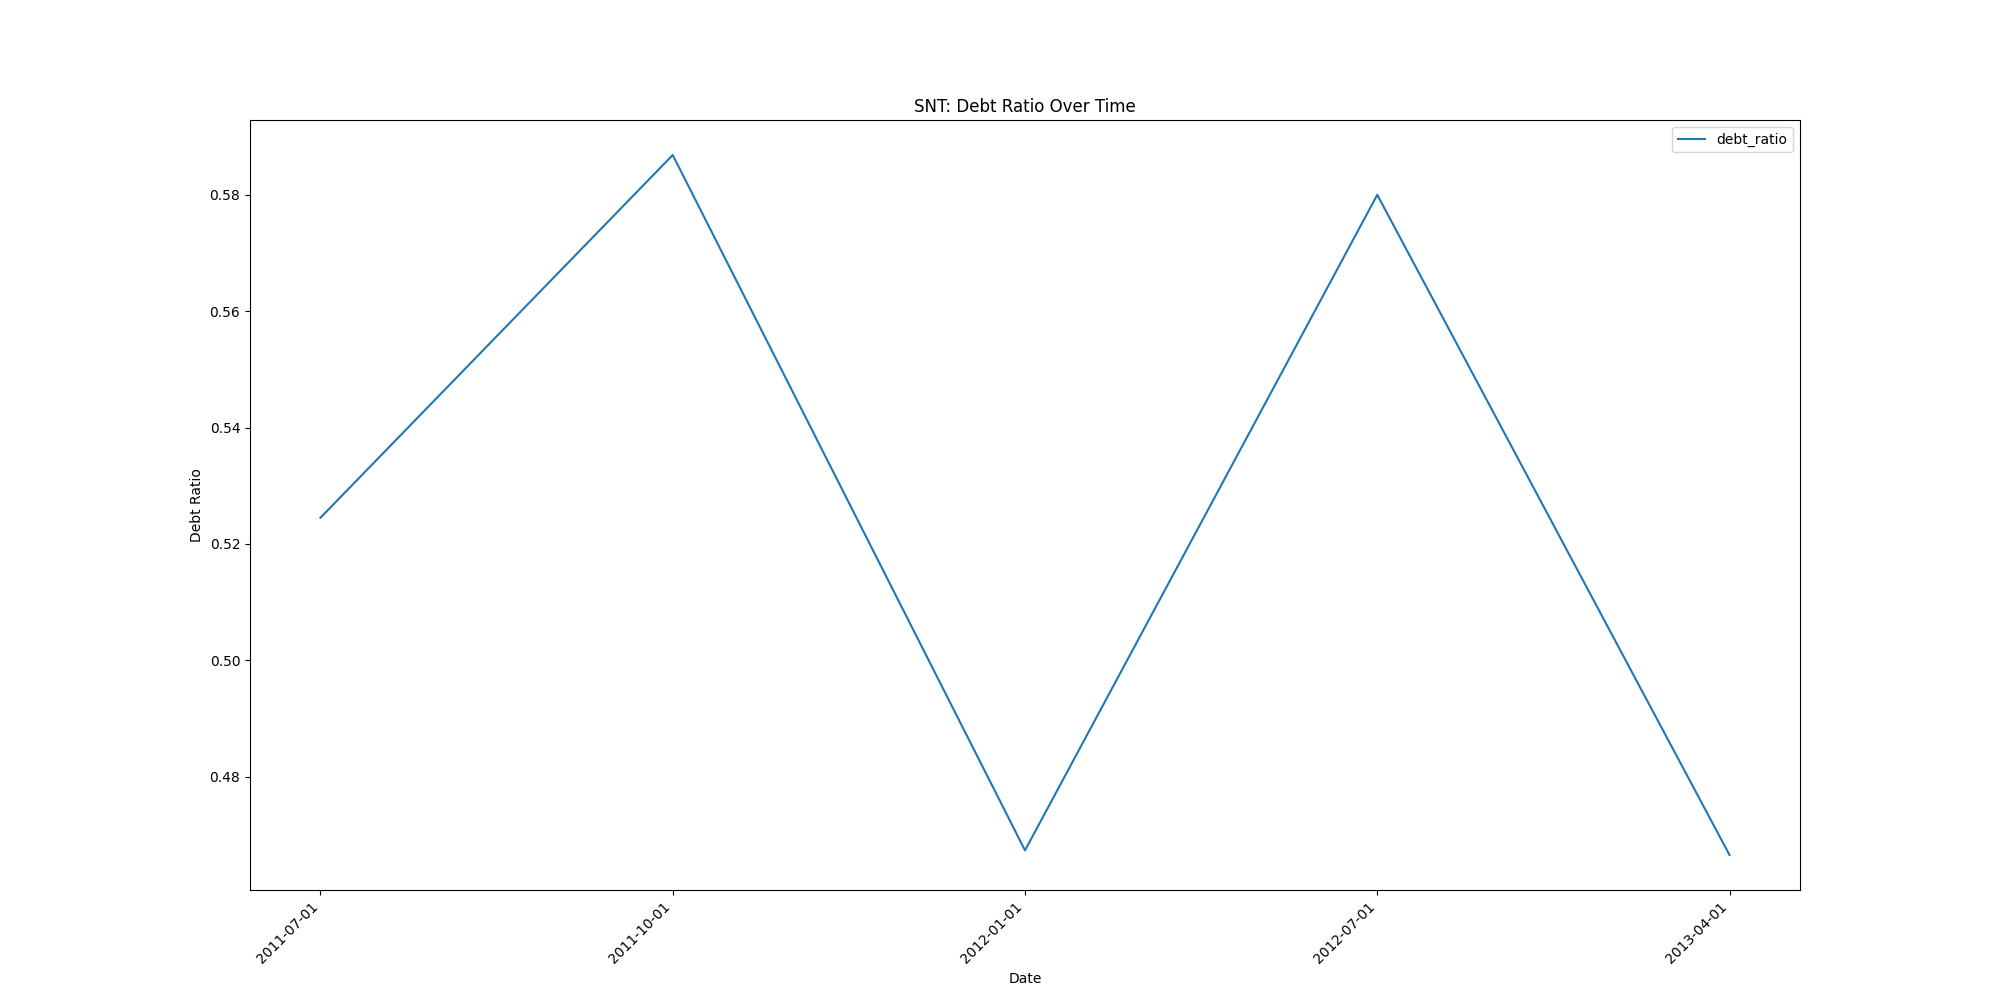 SNT: Debt Ratio Over Time
debt_ratio
Debt Ratio
0.58
0.56
0.54
0.52
0.50
0.48
2011-07-01
2011-10-01
2012-01-01
2012-07-01
2013-04-01
Date